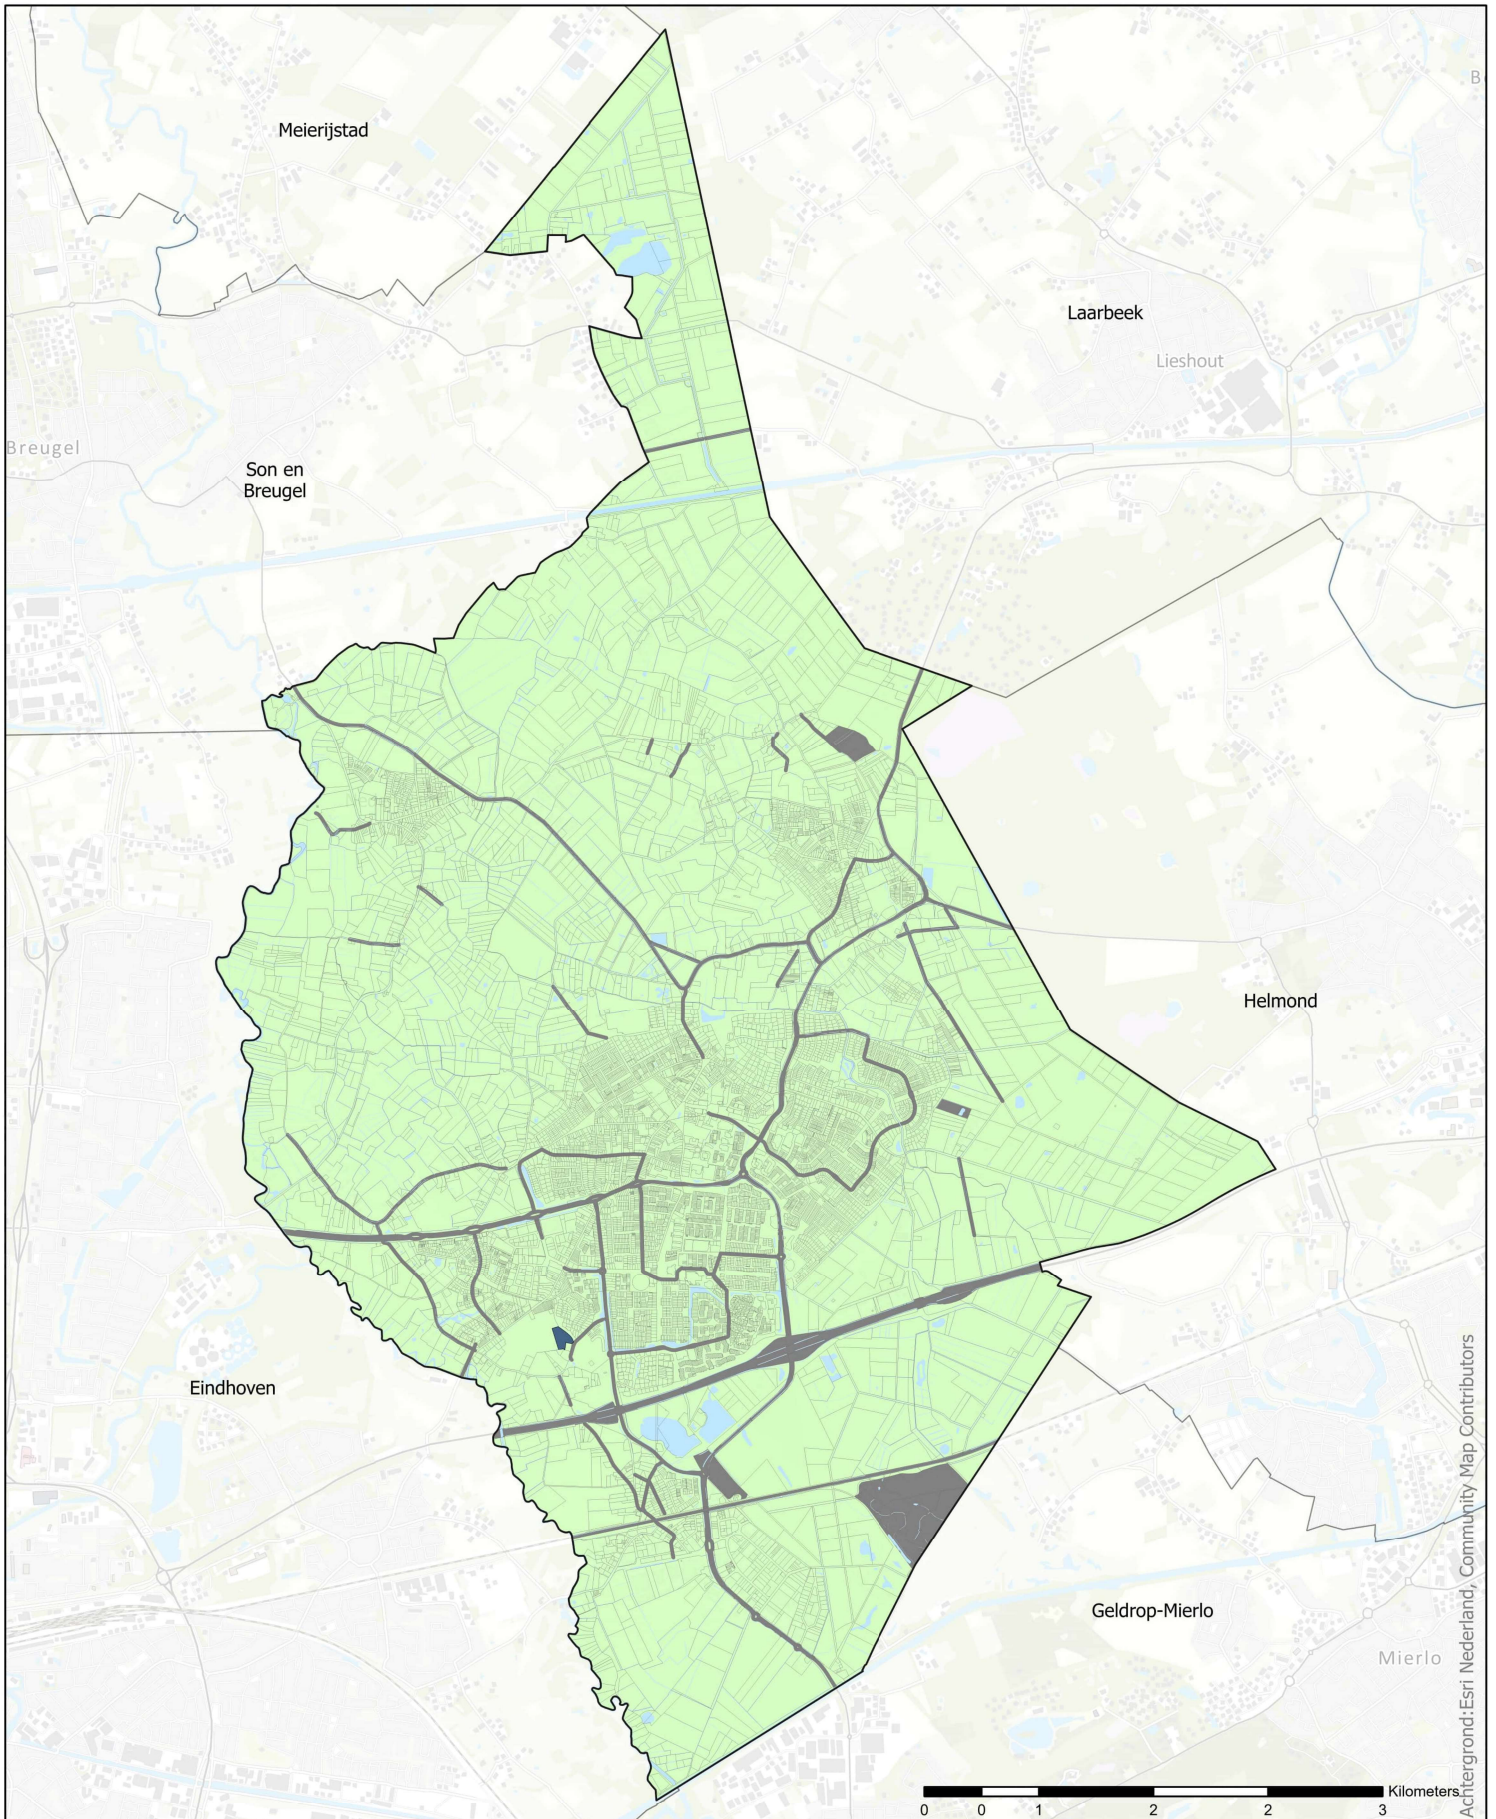 B
Meierijstad
Laarbeek
Lieshout
Breugel
Son en
Breugel
Helmond
Eindhoven
Geldrop-Mierlo
Mierlo
Kilometers
0 0 1 2 2 3
Achtergrond:Esri Nederland, Community Map Contributors